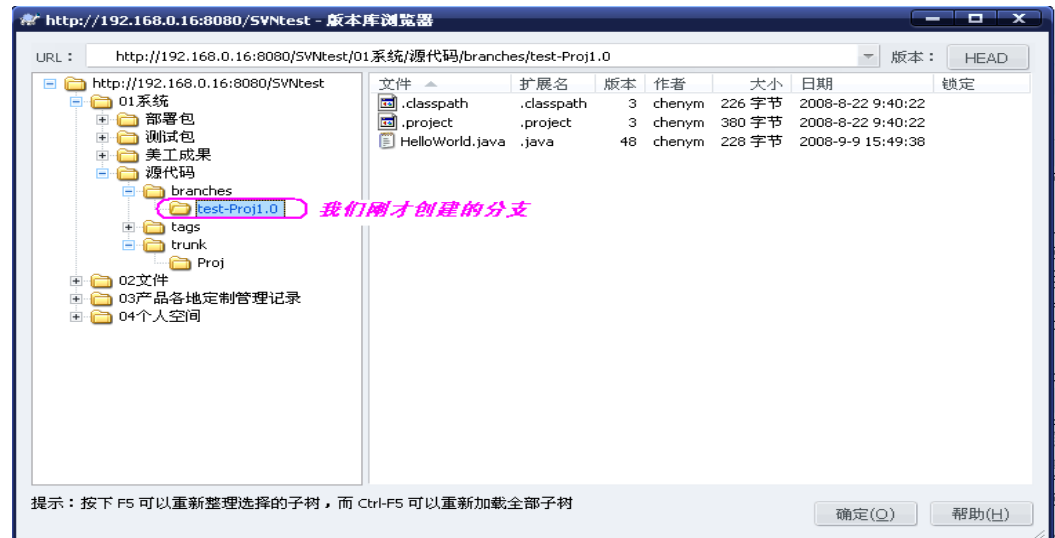 http://192.168.0.16:8080/SVNtest - 版本库浏览器
URL： http://192.168.0.16:8080/SVNtest/01系统/源代码/branches/test-Proj1.0 版本： HEAD
http://192.168.0.16:8080/SVNtest
01系统
部署包
测试包
美工成果
源代码
branches
test-Proj1.0 我们刚才创建的分支
tags
trunk
Proj
02文件
03产品各地定制管理记录
04个人空间
文件 扩展名 版本 作者 大小 日期 锁定
.classpath .classpath 3 chenym 226 字节 2008-8-22 9:40:22
.project .project 3 chenym 380 字节 2008-8-22 9:40:22
HelloWorld.java .java 48 chenym 228 字节 2008-9-9 15:49:38
提示：按下 F5 可以重新整理选择的子树，而 Ctrl-F5 可以重新加载全部子树
确定(O) 帮助(H)